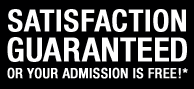 SATISFACTION
GUARANTEED
OR YOUR ADMISSION IS FREE!*